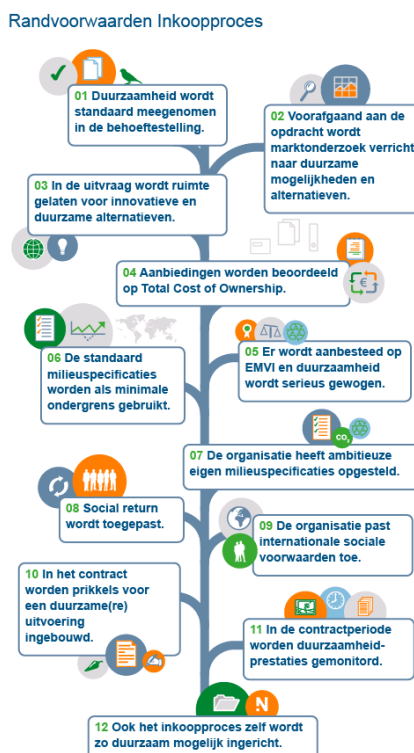 Randvoorwaarden Inkoopproces
01 Duurzaamheid wordt
standaard meegenomen
in de behoeftestelling.
02 Voorafgaand aan de
opdracht wordt
marktonderzoek verricht
naar duurzame
mogelijkheden en
alternatieven.
03 In de uitvraag wordt ruimte
gelaten voor innovatieve en
duurzame alternatieven.
04 Aanbiedingen worden beoordeeld
op Total Cost of Ownership.
€
05 Er wordt aanbesteed op
EMVI en duurzaamheid
wordt serieus gewogen.
06 De standaard
milieuspecificaties
worden als minimale
ondergrens gebruikt.
CO₂
07 De organisatie heeft ambitieuze
eigen milieuspecificaties opgesteld.
08 Social return
wordt toegepast.
09 De organisatie past
internationale sociale
voorwaarden toe.
10 In het contract
worden prikkels voor
een duurzame(re)
uitvoering
ingebouwd.
11 In de contractperiode
worden duurzaamheid-
prestaties gemonitord.
N
12 Ook het inkoopproces zelf wordt
zo duurzaam mogelijk ingericht.